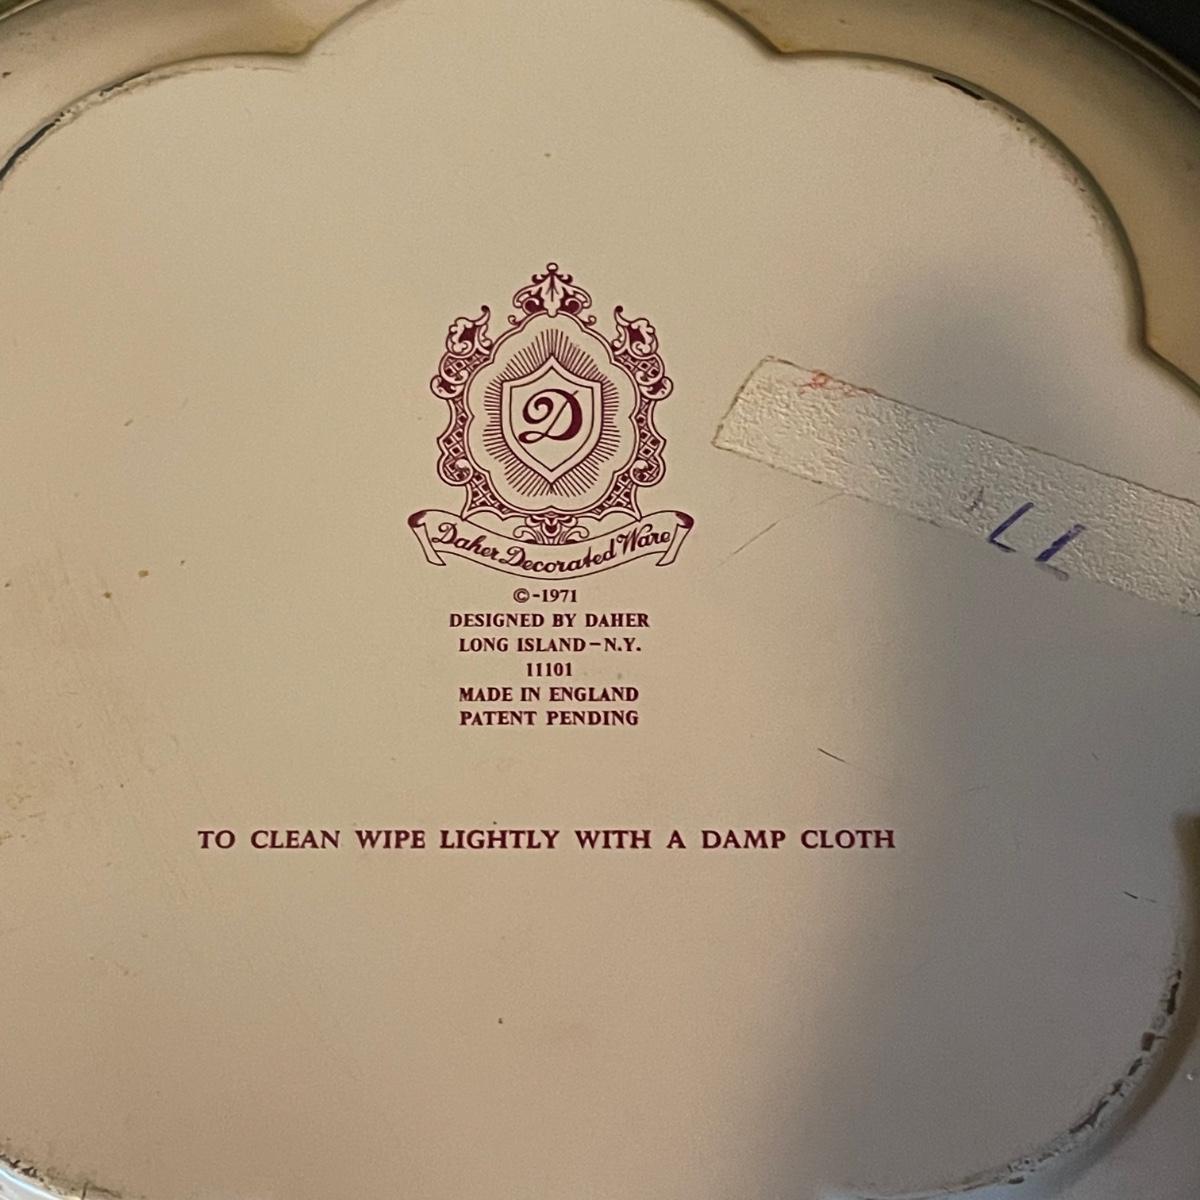 D
Daher Decorated Ware
©-1971
DESIGNED BY DAHER
LONG ISLAND-N.Y.
11101
MADE IN ENGLAND
PATENT PENDING
TO CLEAN WIPE LIGHTLY WITH A DAMP CLOTH